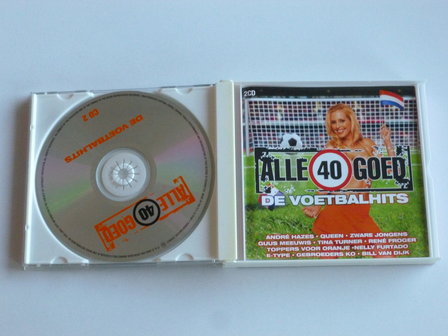 CD 2
DE VOETBALHITS
ALLE 40 GOED
2CD
ALLE 40 GOED
DE VOETBALHITS
ANDRÉ HAZES • QUEEN • ZWARE JONGENS
GUUS MEEUWIS • TINA TURNER • RENÉ FROGER
TOPPERS VOOR ORANJE • NELLY FURTADO
E-TYPE • GEBROEDERS KO • BILL VAN DIJK